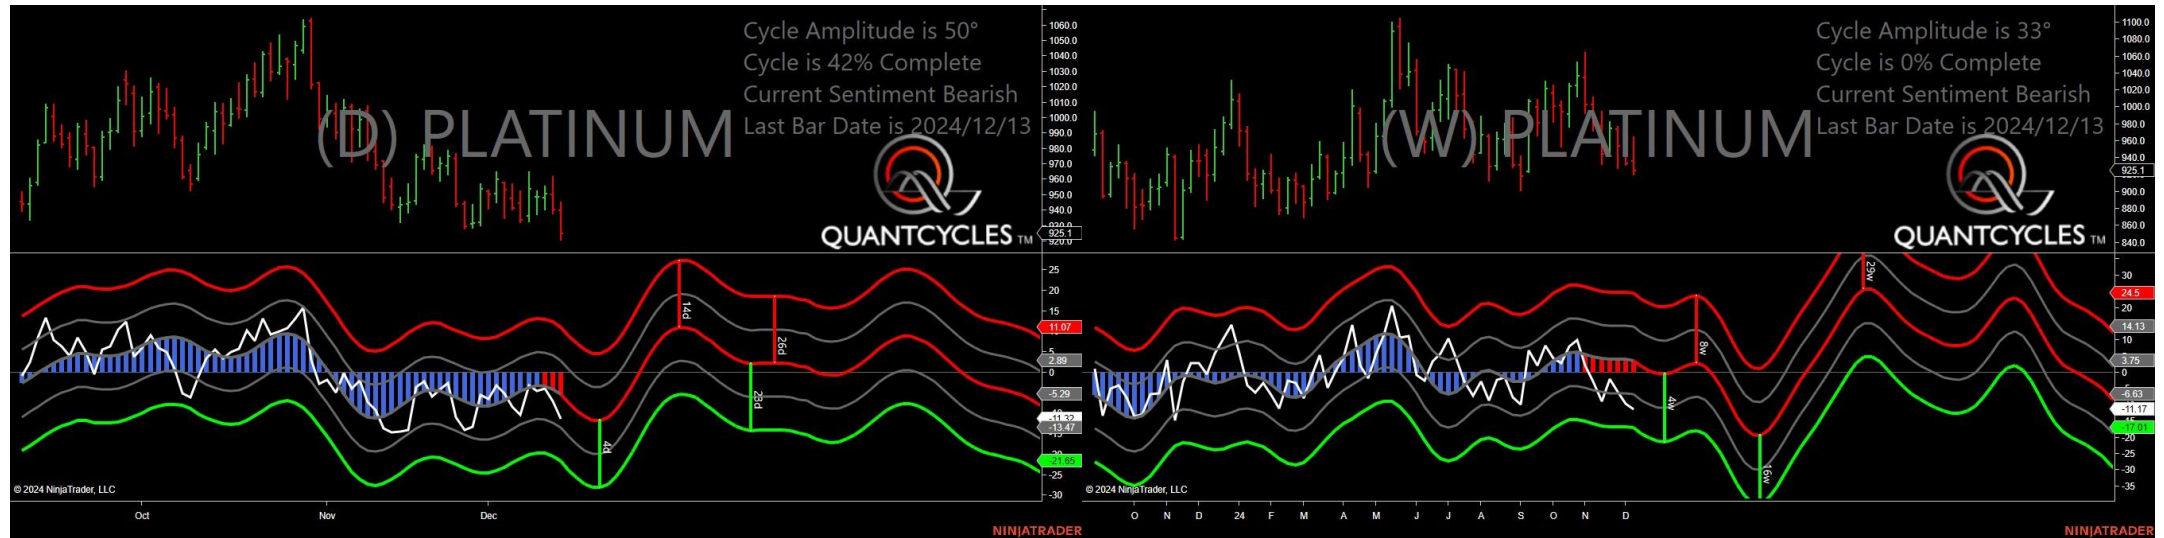 Cycle Amplitude is 50°
Cycle is 42% Complete
Current Sentiment Bearish
Last Bar Date is 2024/12/13
(D) PLATINUM
QUANTCYCLES TM
1060.0
1050.0
1040.0
1030.0
1020.0
1010.0
1000.0
990.0
980.0
970.0
960.0
950.0
940.0
925.1
920.0
25
20
15
11.07
5
2.89
0
-5.29
-11.32
-13.47
-21.65
-25
-30
14d
26d
23d
4d
© 2024 NinjaTrader, LLC
Oct Nov Dec
NINJATRADER
Cycle Amplitude is 33°
Cycle is 0% Complete
Current Sentiment Bearish
Last Bar Date is 2024/12/13
(W) PLATINUM
QUANTCYCLES TM
1100.0
1080.0
1060.0
1040.0
1020.0
1000.0
980.0
960.0
940.0
925.1
900.0
880.0
860.0
840.0
30
24.5
20
14.13
10
3.75
0
-6.63
-11.17
-17.01
-20
-25
-30
-35
29w
8w
4w
16w
© 2024 NinjaTrader, LLC
O N D 24 F M A M J J A S O N D
NINJATRADER